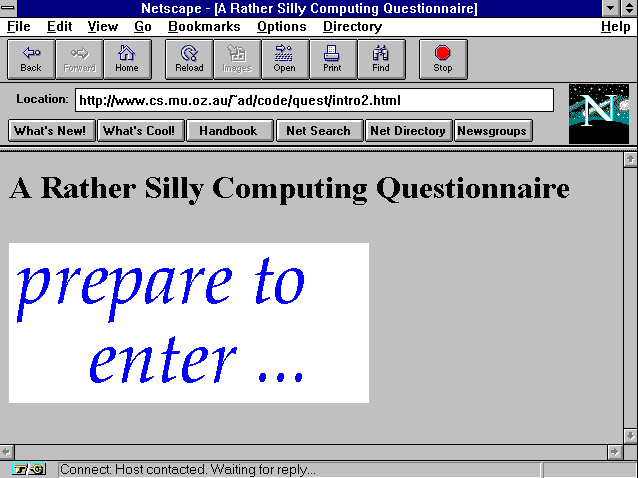 Netscape - [A Rather Silly Computing Questionnaire]
File Edit View Go Bookmarks Options Directory Help
Back Forward Home Reload Images Open Print Find Stop
Location: http://www.cs.mu.oz.au/~ad/code/quest/intro2.html
N
What's New! What's Cool! Handbook Net Search Net Directory Newsgroups
A Rather Silly Computing Questionnaire
prepare to
enter ...
Connect: Host contacted. Waiting for reply...